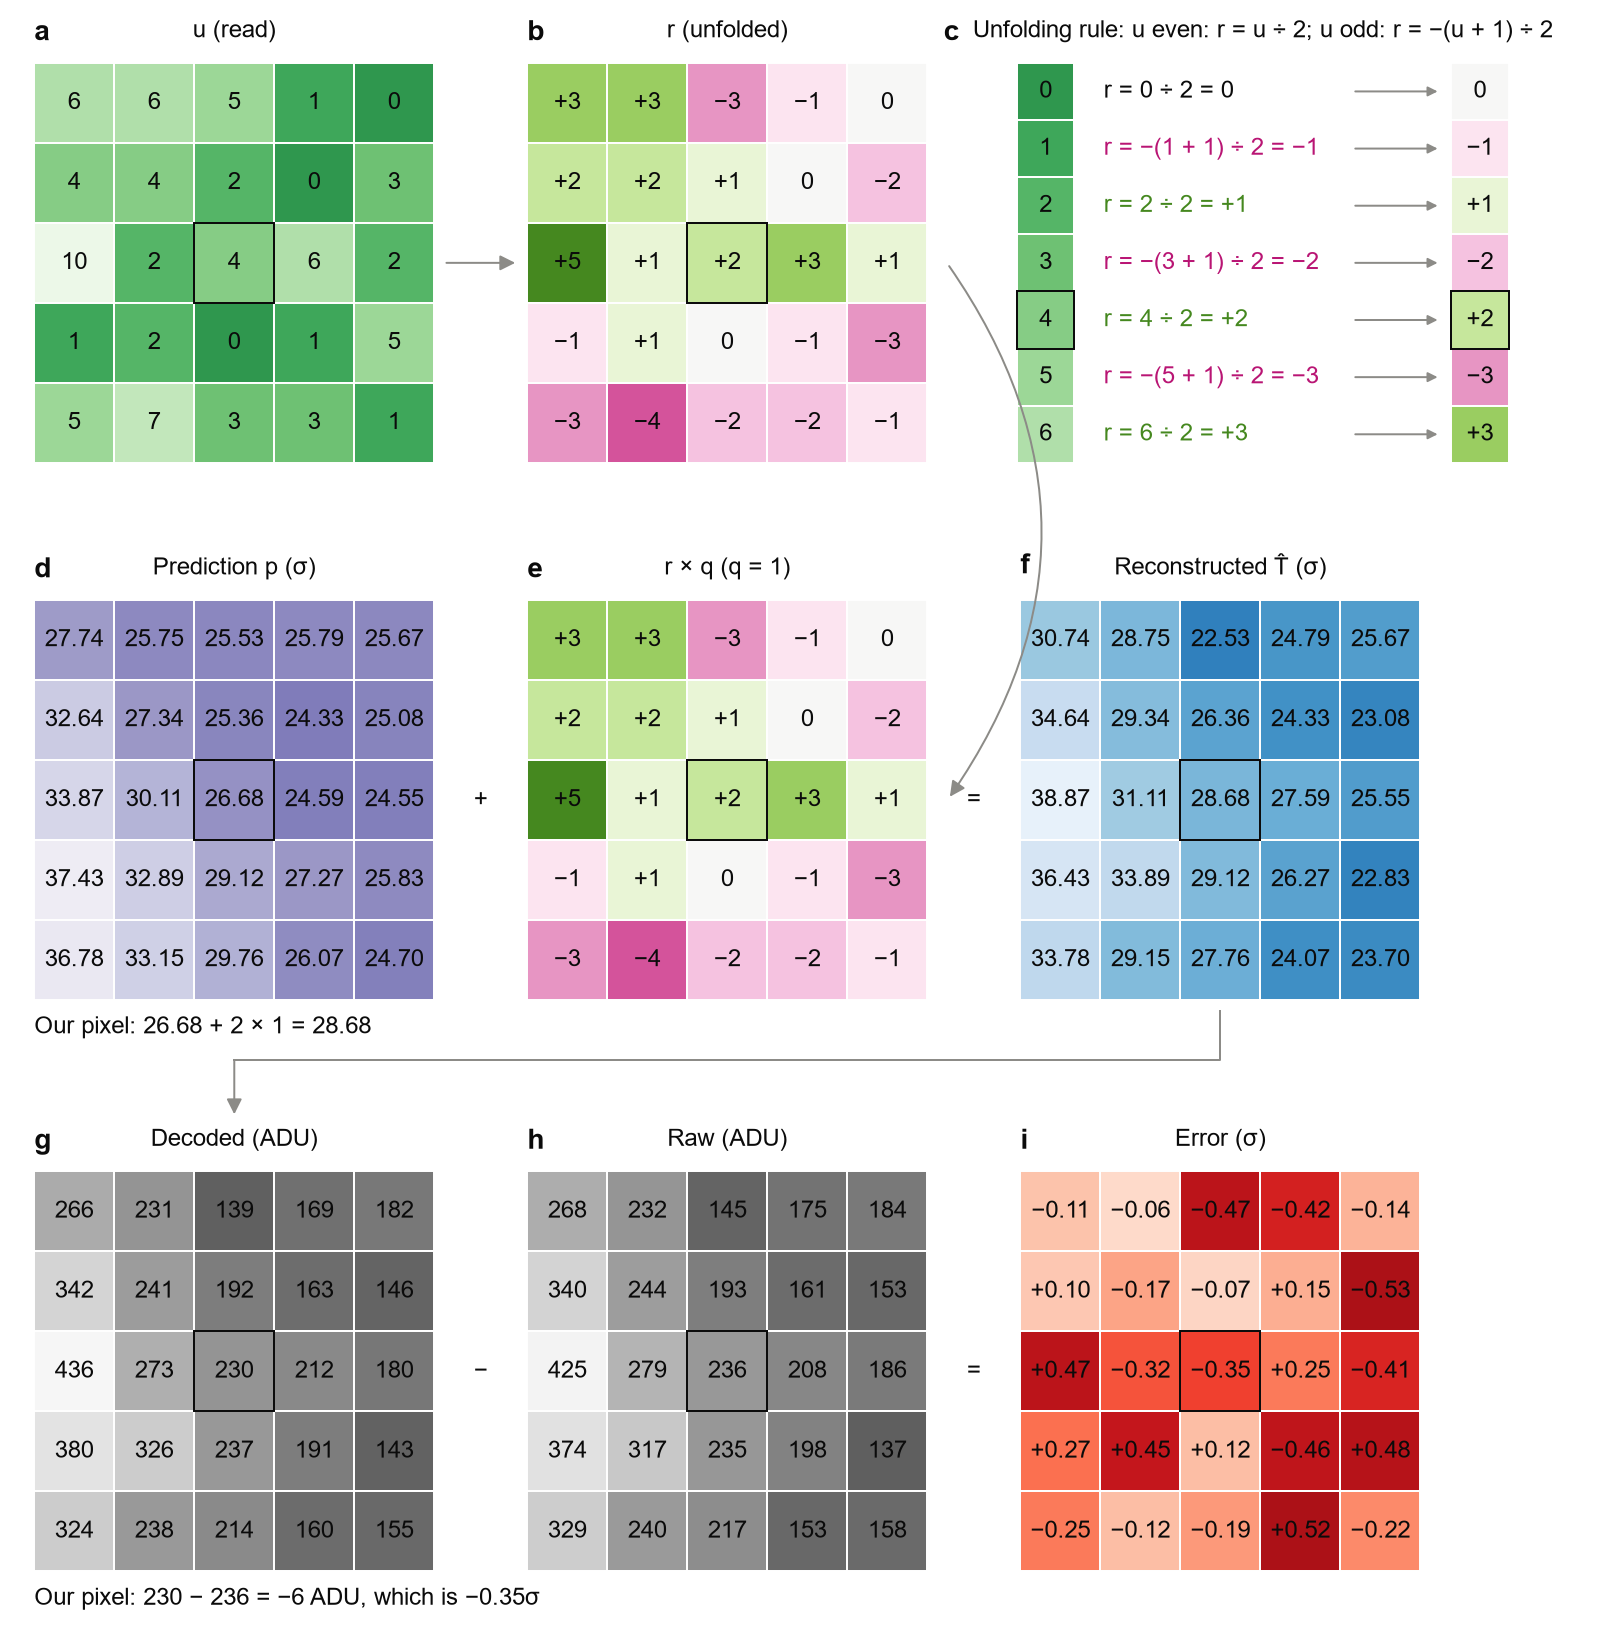 a u (read)
6 6 5 1 0
4 4 2 0 3
10 2 4 6 2
1 2 0 1 5
5 7 3 3 1
b r (unfolded)
+3 +3 −3 −1 0
+2 +2 +1 0 −2
+5 +1 +2 +3 +1
−1 +1 0 −1 −3
−3 −4 −2 −2 −1
c Unfolding rule: u even: r = u ÷ 2; u odd: r = −(u + 1) ÷ 2
0 r = 0 ÷ 2 = 0 0
1 r = −(1 + 1) ÷ 2 = −1 −1
2 r = 2 ÷ 2 = +1 +1
3 r = −(3 + 1) ÷ 2 = −2 −2
4 r = 4 ÷ 2 = +2 +2
5 r = −(5 + 1) ÷ 2 = −3 −3
6 r = 6 ÷ 2 = +3 +3
d Prediction p (σ)
27.74 25.75 25.53 25.79 25.67
32.64 27.34 25.36 24.33 25.08
33.87 30.11 26.68 24.59 24.55
37.43 32.89 29.12 27.27 25.83
36.78 33.15 29.76 26.07 24.70
Our pixel: 26.68 + 2 × 1 = 28.68
+
e r × q (q = 1)
+3 +3 −3 −1 0
+2 +2 +1 0 −2
+5 +1 +2 +3 +1
−1 +1 0 −1 −3
−3 −4 −2 −2 −1
=
f Reconstructed T̂ (σ)
30.74 28.75 22.53 24.79 25.67
34.64 29.34 26.36 24.33 23.08
38.87 31.11 28.68 27.59 25.55
36.43 33.89 29.12 26.27 22.83
33.78 29.15 27.76 24.07 23.70
g Decoded (ADU)
266 231 139 169 182
342 241 192 163 146
436 273 230 212 180
380 326 237 191 143
324 238 214 160 155
Our pixel: 230 − 236 = −6 ADU, which is −0.35σ
−
h Raw (ADU)
268 232 145 175 184
340 244 193 161 153
425 279 236 208 186
374 317 235 198 137
329 240 217 153 158
=
i Error (σ)
−0.11 −0.06 −0.47 −0.42 −0.14
+0.10 −0.17 −0.07 +0.15 −0.53
+0.47 −0.32 −0.35 +0.25 −0.41
+0.27 +0.45 +0.12 −0.46 +0.48
−0.25 −0.12 −0.19 +0.52 −0.22